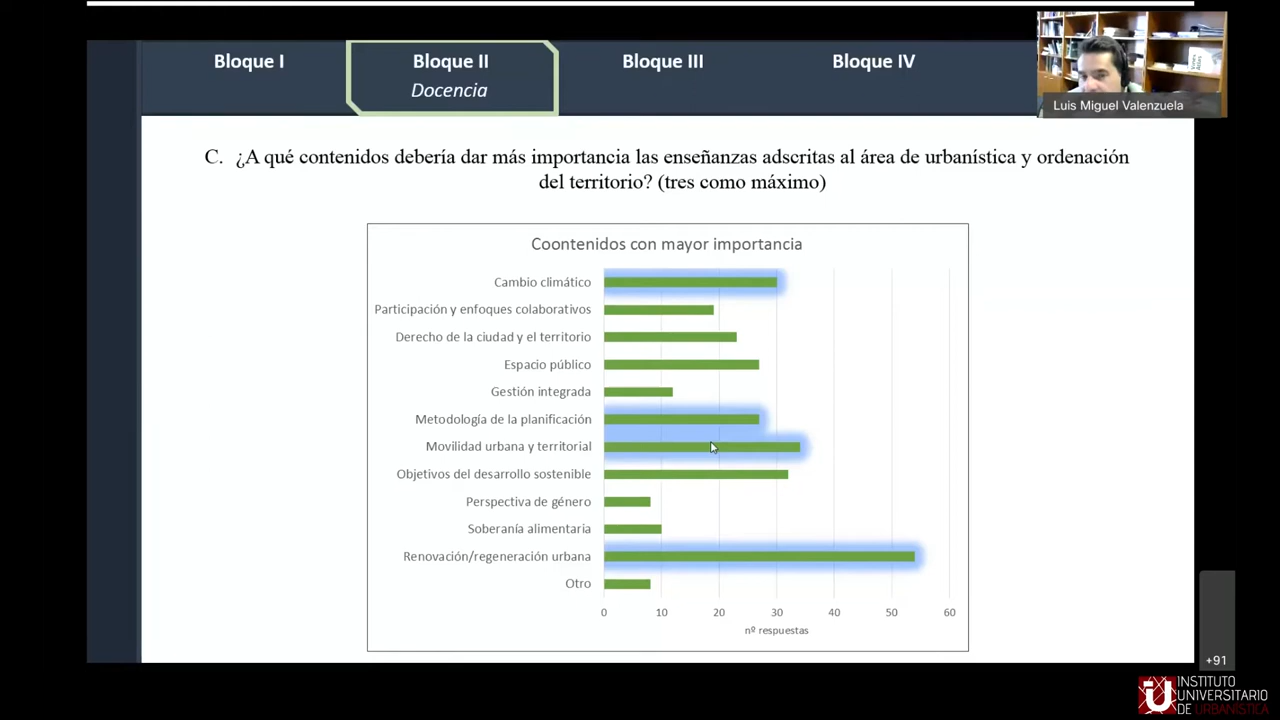 Bloque I
Bloque II
Docencia
Bloque III
Bloque IV
Luis Miguel Valenzuela
C. ¿A qué contenidos debería dar más importancia las enseñanzas adscritas al área de urbanística y ordenación
del territorio? (tres como máximo)
Coontenidos con mayor importancia
Cambio climático
Participación y enfoques colaborativos
Derecho de la ciudad y el territorio
Espacio público
Gestión integrada
Metodología de la planificación
Movilidad urbana y territorial
Objetivos del desarrollo sostenible
Perspectiva de género
Soberanía alimentaria
Renovación/regeneración urbana
Otro
0 10 20 30 40 50 60
nº respuestas
+91
INSTITUTO
UNIVERSITARIO
DE URBANÍSTICA